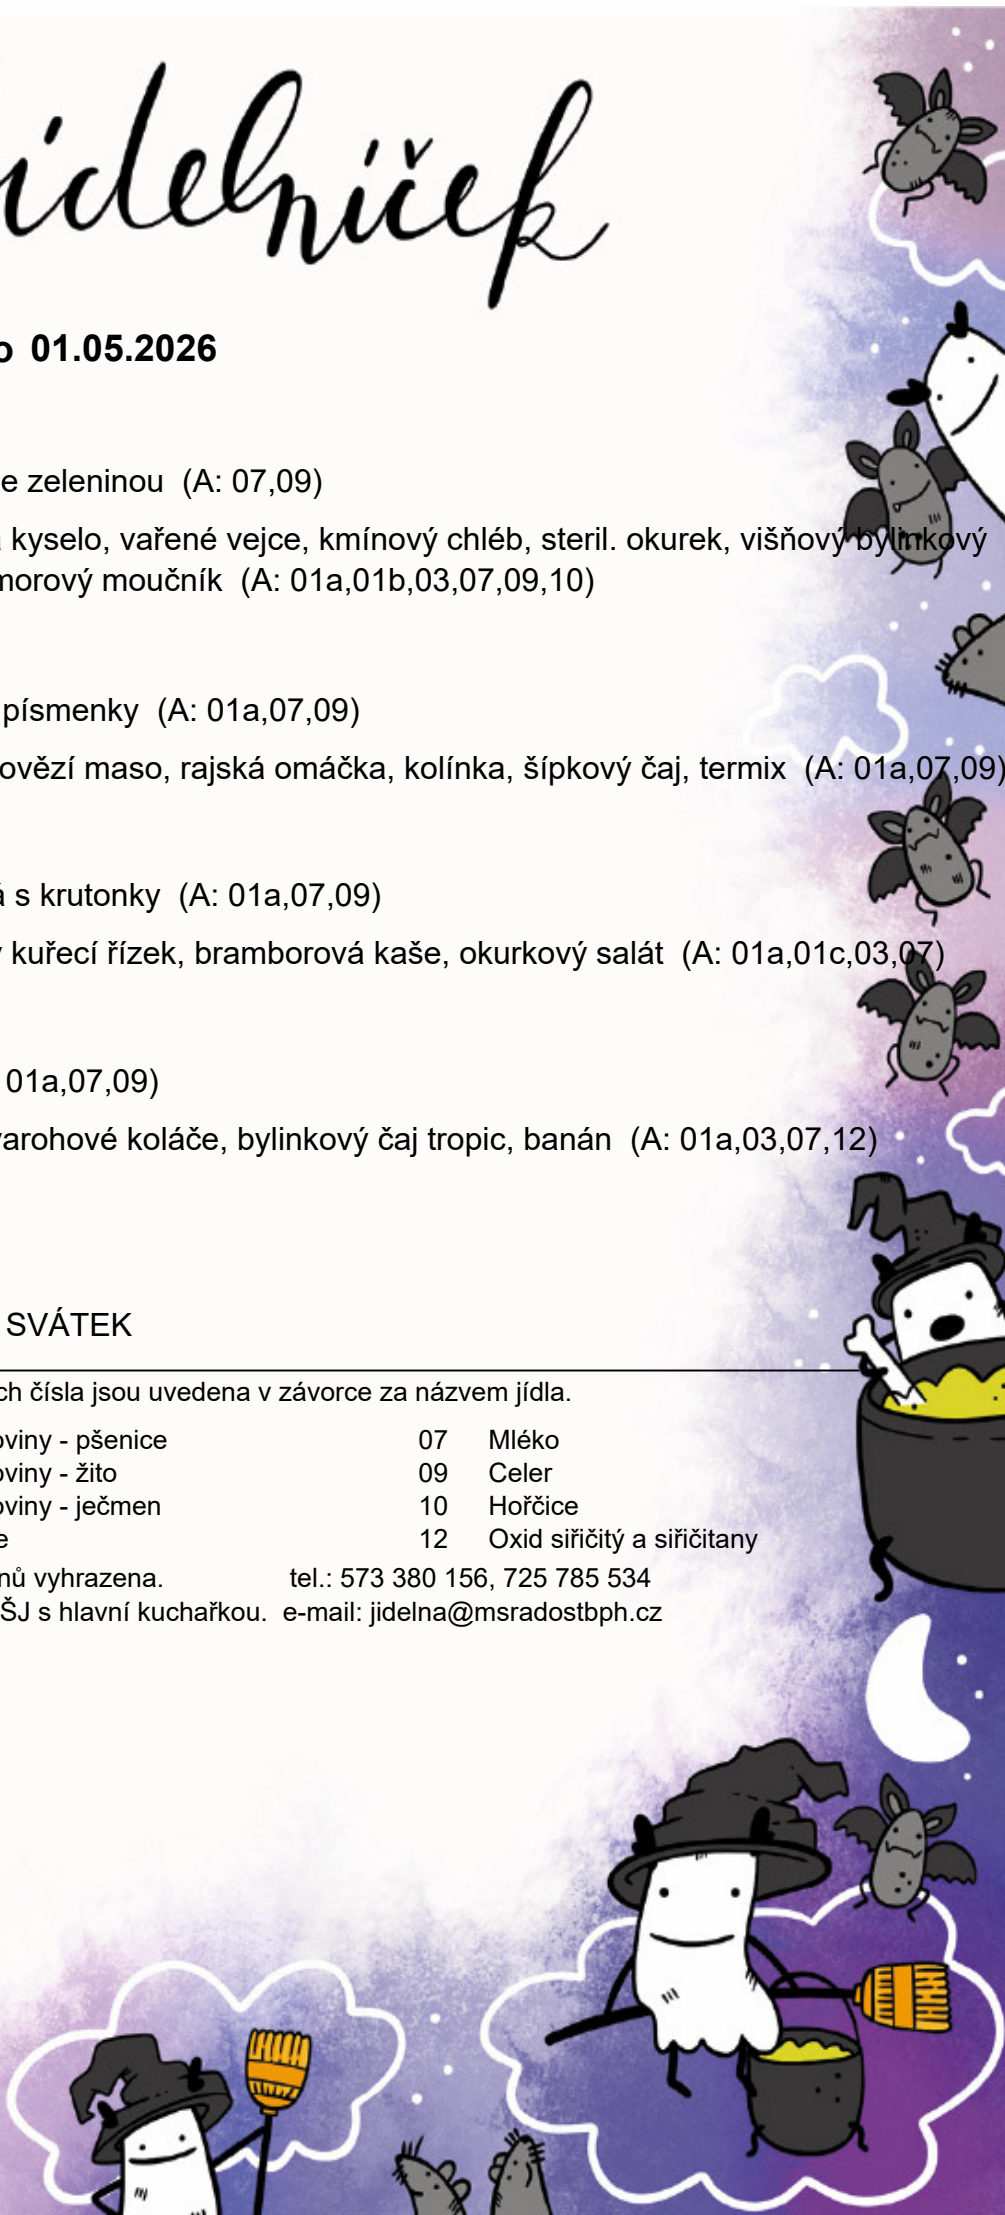 Jídelníček
01.05.2026
e zeleninou (A: 07,09)
kyselo, vařené vejce, kmínový chléb, steril. okurek, višňový bylinkový
morový moučník (A: 01a,01b,03,07,09,10)
písmenky (A: 01a,07,09)
ovězí maso, rajská omáčka, kolínka, šípkový čaj, termix (A: 01a,07,09)
s krutonky (A: 01a,07,09)
kuřecí řízek, bramborová kaše, okurkový salát (A: 01a,01c,03,07)
01a,07,09)
varohové koláče, bylinkový čaj tropic, banán (A: 01a,03,07,12)
SVÁTEK
ch čísla jsou uvedena v závorce za názvem jídla.
oviny - pšenice 07 Mléko
oviny - žito 09 Celer
oviny - ječmen 10 Hořčice
e 12 Oxid siřičitý a siřičitany
nů vyhrazena. tel.: 573 380 156, 725 785 534
ŠJ s hlavní kuchařkou. e-mail: jidelna@msradostbph.cz